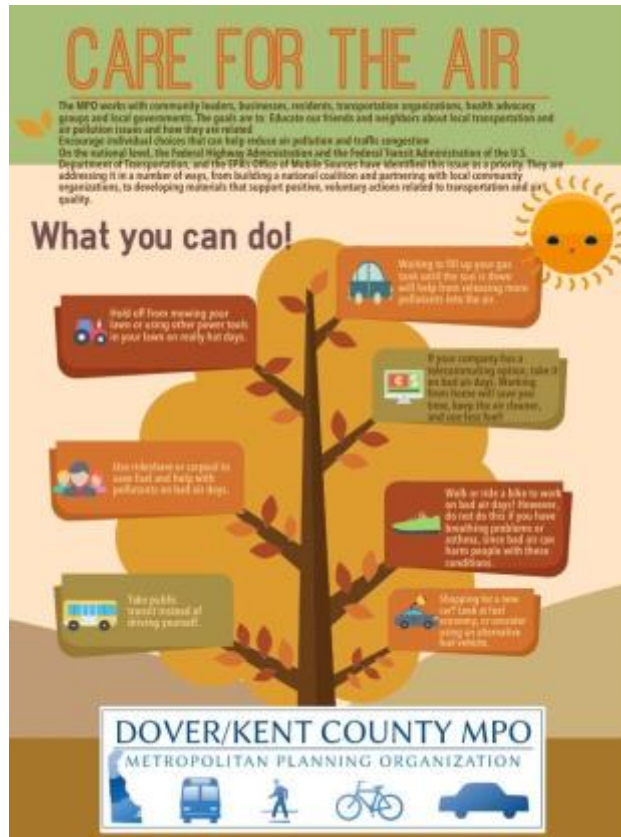 CARE FOR THE AIR
The MPO works with community leaders, businesses, residents, transportation organizations, health advocacy
groups and local governments. The goals are to: Educate our friends and neighbors about local transportation and
air pollution issues and how they are related
Encourage individual choices that can help reduce air pollution and traffic congestion
On the national level, the Federal Highway Administration and the Federal Transit Administration of the U.S.
Department of Transportation, and the EPA's Office of Mobile Sources have identified this issue as a priority. They are
addressing it in a number of ways, from building a national coalition and partnering with local community
organizations, to developing materials that support positive, voluntary actions related to transportation and air
quality.
What you can do!
Waiting to fill up your gas
tank until the sun is down
will help from releasing more
pollutants into the air.
Hold off from mowing your
lawn or using other power tools
in your lawn on really hot days.
If your company has a
telecommuting option, take it
on bad air days. Working
from home will save you
time, keep the air cleaner,
and use less fuel!
Use rideshare or carpool to
save fuel and help with
pollutants on bad air days.
Walk or ride a bike to work
on bad air days! However,
do not do this if you have
breathing problems or
asthma, since bad air can
harm people with these
conditions.
Take public
transit instead of
driving yourself.
Shopping for a new
car? Look at fuel
economy, or consider
using an alternative
fuel vehicle.
DOVER/KENT COUNTY MPO
METROPOLITAN PLANNING ORGANIZATION